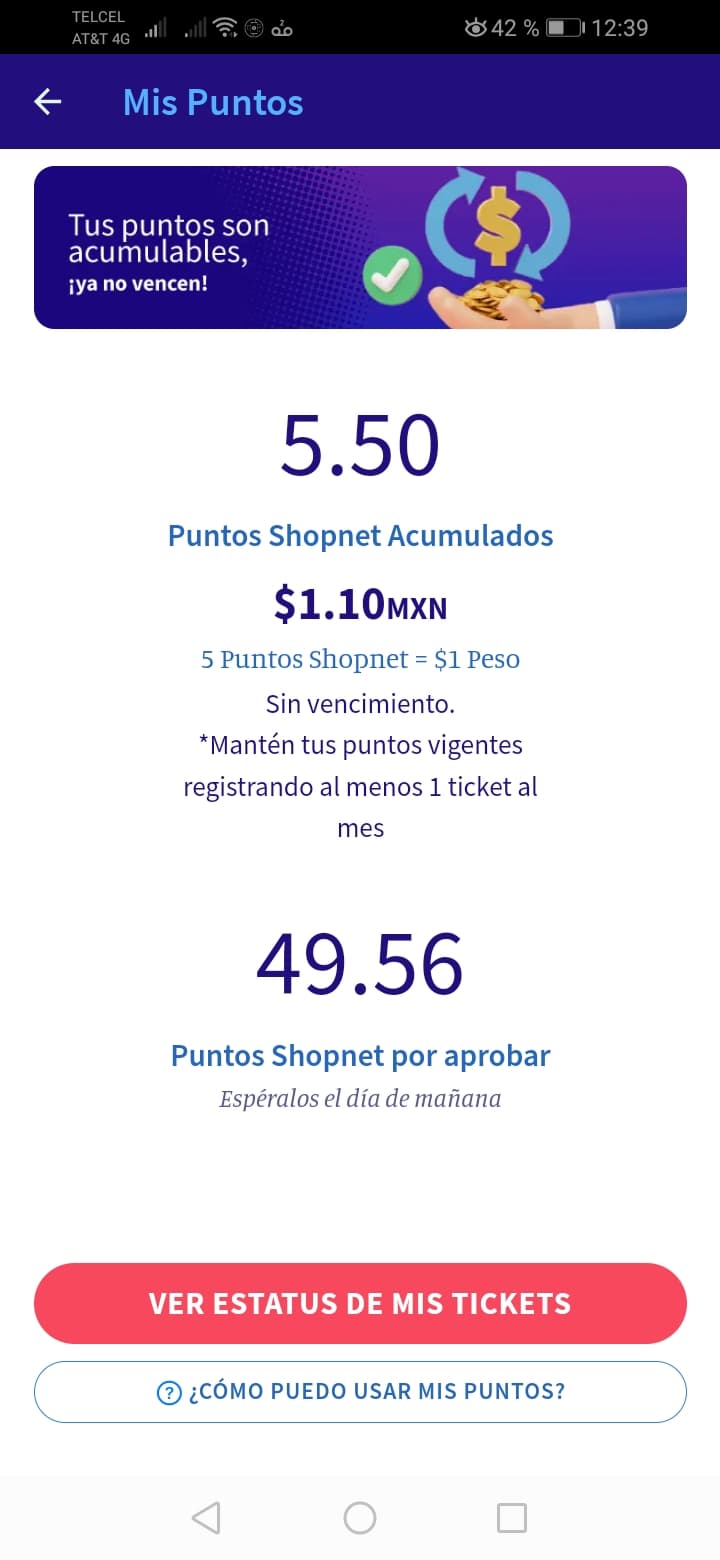 TELCEL
AT&T 4G
42 %
12:39
Mis Puntos
Tus puntos son
acumulables,
¡ya no vencen!
5.50
Puntos Shopnet Acumulados
$1.10MXN
5 Puntos Shopnet = $1 Peso
Sin vencimiento.
*Mantén tus puntos vigentes
registrando al menos 1 ticket al
mes
49.56
Puntos Shopnet por aprobar
Espéralos el día de mañana
VER ESTATUS DE MIS TICKETS
¿CÓMO PUEDO USAR MIS PUNTOS?